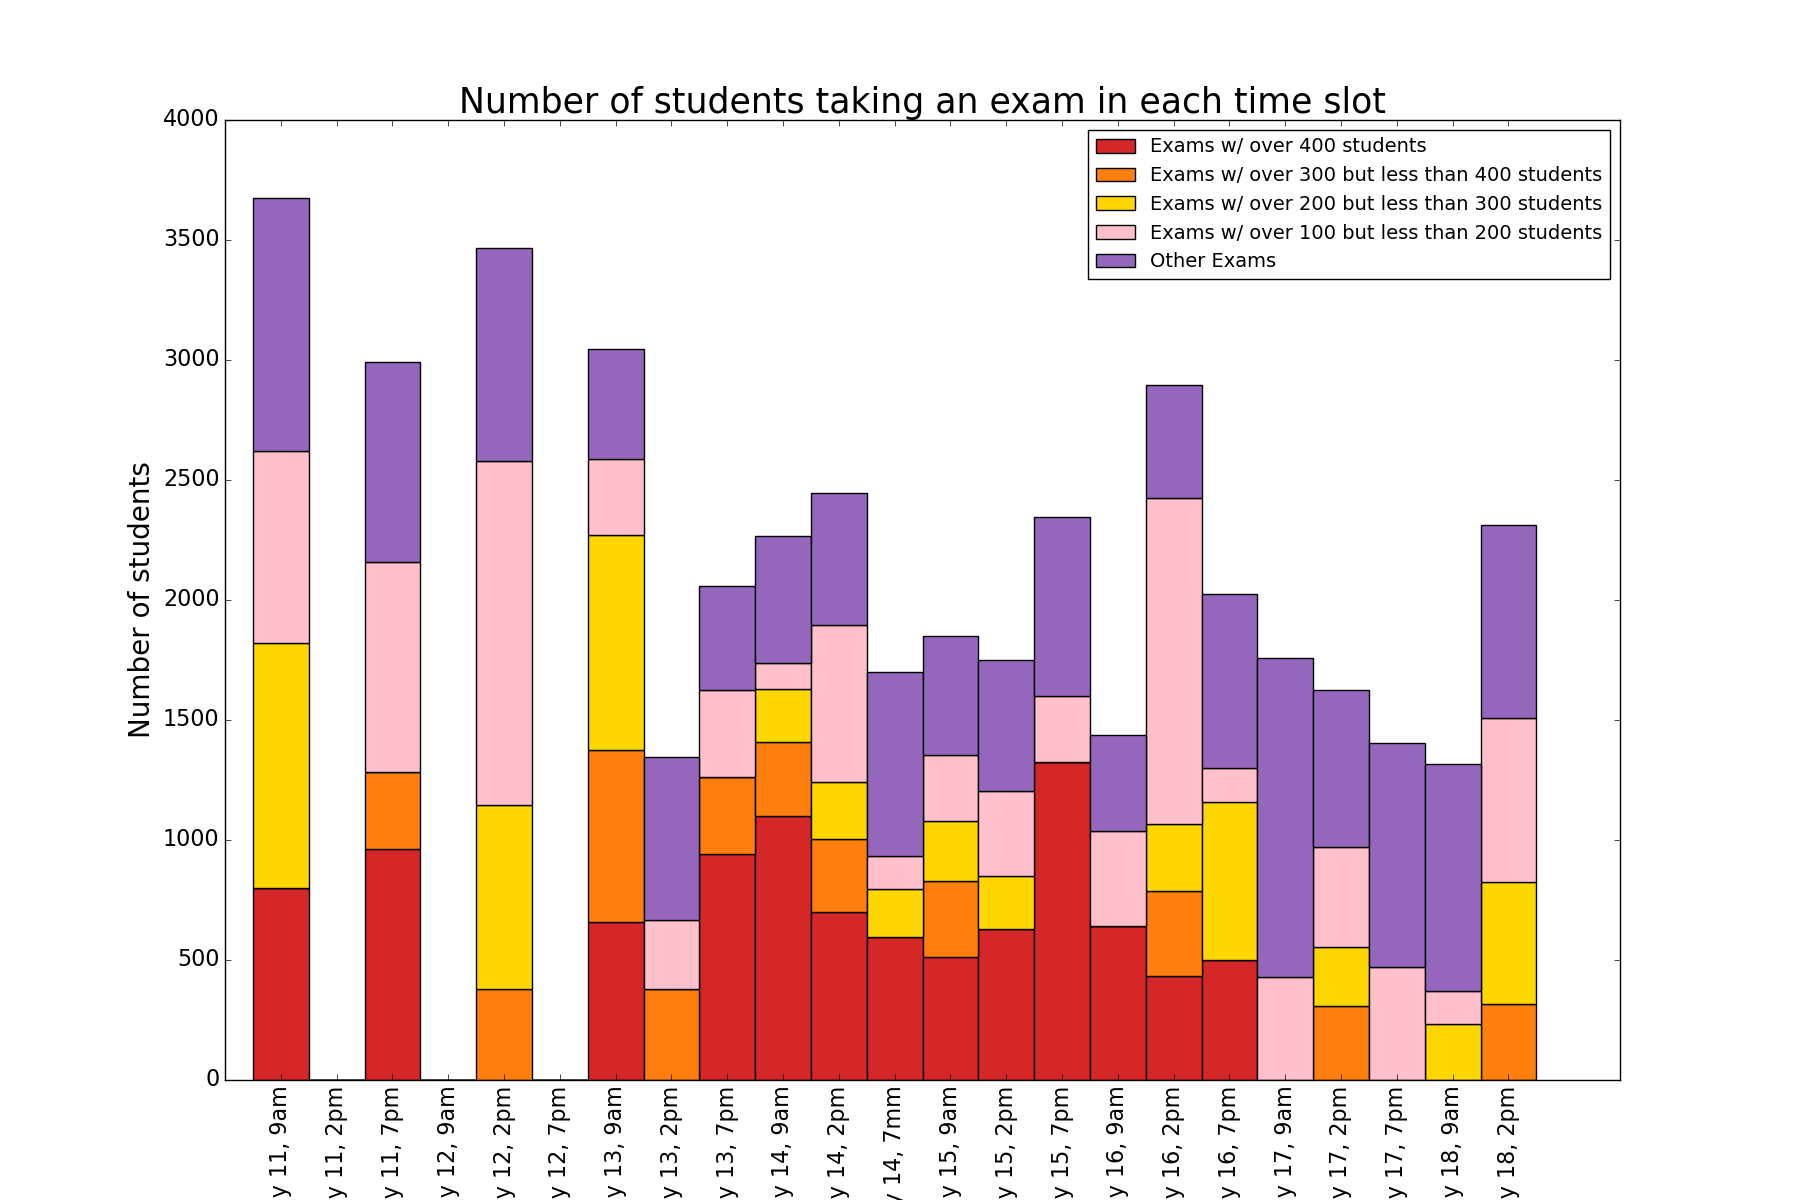 Number of students taking an exam in each time slot
Exams w/ over 400 students
Exams w/ over 300 but less than 400 students
Exams w/ over 200 but less than 300 students
Exams w/ over 100 but less than 200 students
Other Exams
Number of students
4000
3500
3000
2500
2000
1500
1000
500
0
y 11, 9am
y 11, 2pm
y 11, 7pm
y 12, 9am
y 12, 2pm
y 12, 7pm
y 13, 9am
y 13, 2pm
y 13, 7pm
y 14, 9am
y 14, 2pm
y 14, 7mm
y 15, 9am
y 15, 2pm
y 15, 7pm
y 16, 9am
y 16, 2pm
y 16, 7pm
y 17, 9am
y 17, 2pm
y 17, 7pm
y 18, 9am
y 18, 2pm